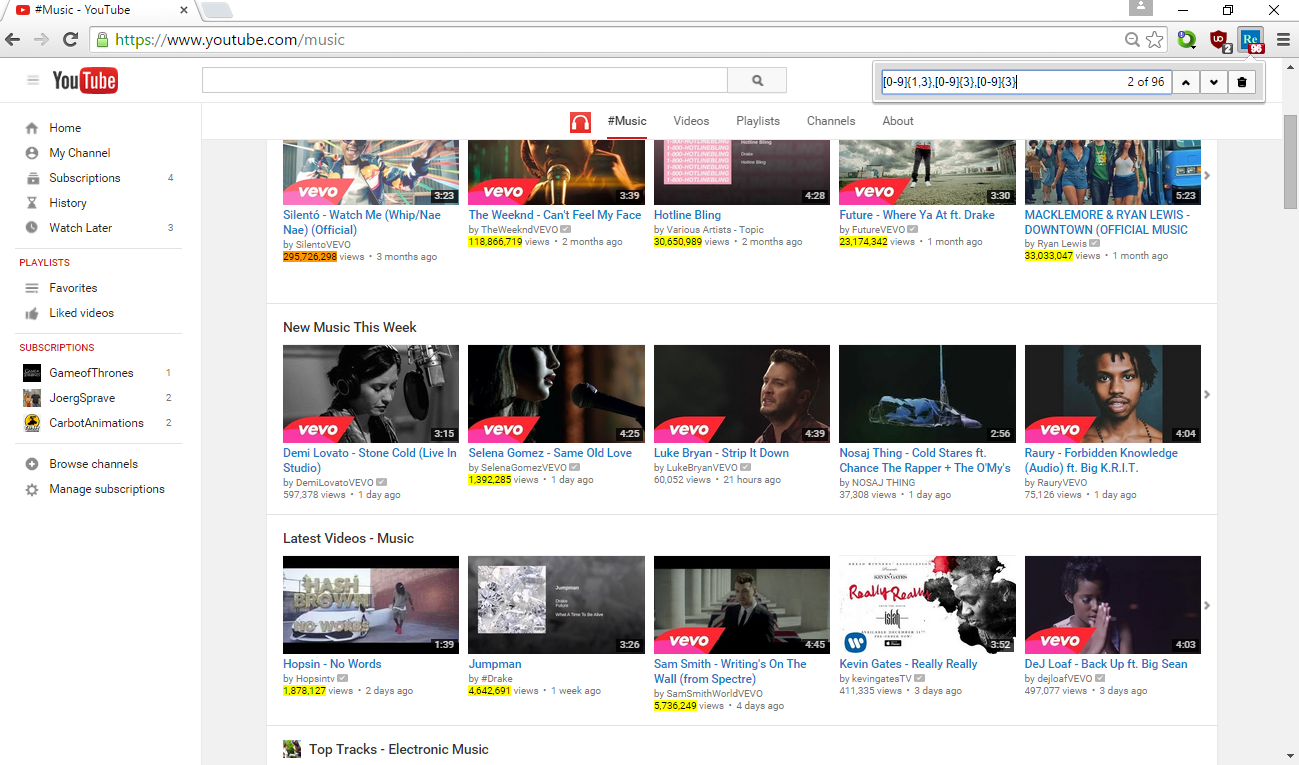 #Music - YouTube
https://www.youtube.com/music
2
Re
96
YouTube
[0-9]{1,3},[0-9]{3},[0-9]{3}
2 of 96
#Music Videos Playlists Channels About
Home
My Channel
Subscriptions 4
History
Watch Later 3
PLAYLISTS
Favorites
Liked videos
SUBSCRIPTIONS
GameofThrones 1
JoergSprave 2
CarbotAnimations 2
Browse channels
Manage subscriptions
vevo
3:23
Silentó - Watch Me (Whip/Nae
Nae) (Official)
by SilentoVEVO
295,726,298 views • 3 months ago
vevo
3:39
The Weeknd - Can't Feel My Face
by TheWeekndVEVO
118,866,719 views • 2 months ago
1-800-HOTLINEBLING
Hotline Bling
Drake
Hotline Bling
4:28
Hotline Bling
by Various Artists - Topic
30,650,989 views • 2 months ago
vevo
3:30
Future - Where Ya At ft. Drake
by FutureVEVO
23,174,342 views • 1 month ago
5:23
MACKLEMORE & RYAN LEWIS -
DOWNTOWN (OFFICIAL MUSIC
by Ryan Lewis
33,033,047 views • 1 month ago
New Music This Week
vevo
3:15
Demi Lovato - Stone Cold (Live In
Studio)
by DemiLovatoVEVO
597,378 views • 1 day ago
vevo
4:25
Selena Gomez - Same Old Love
by SelenaGomezVEVO
1,392,285 views • 1 day ago
vevo
4:39
Luke Bryan - Strip It Down
by LukeBryanVEVO
60,052 views • 21 hours ago
2:56
Nosaj Thing - Cold Stares ft.
Chance The Rapper + The O'My's
by NOSAJ THING
37,308 views • 1 day ago
vevo
4:04
Raury - Forbidden Knowledge
(Audio) ft. Big K.R.I.T.
by RauryVEVO
75,126 views • 1 day ago
Latest Videos - Music
HASH
BROWN
NO WORDS
1:39
Hopsin - No Words
by Hopsintv
1,878,127 views • 2 days ago
Jumpman
Drake
Future
What A Time To Be Alive
3:26
Jumpman
by #Drake
4,642,691 views • 1 week ago
vevo
4:45
Sam Smith - Writing's On The
Wall (from Spectre)
by SamSmithWorldVEVO
5,736,249 views • 4 days ago
KEVIN GATES
Really Really
islah
3:52
Kevin Gates - Really Really
by kevingatesTV
411,335 views • 3 days ago
vevo
4:03
DeJ Loaf - Back Up ft. Big Sean
by dejloafVEVO
497,077 views • 3 days ago
Top Tracks - Electronic Music